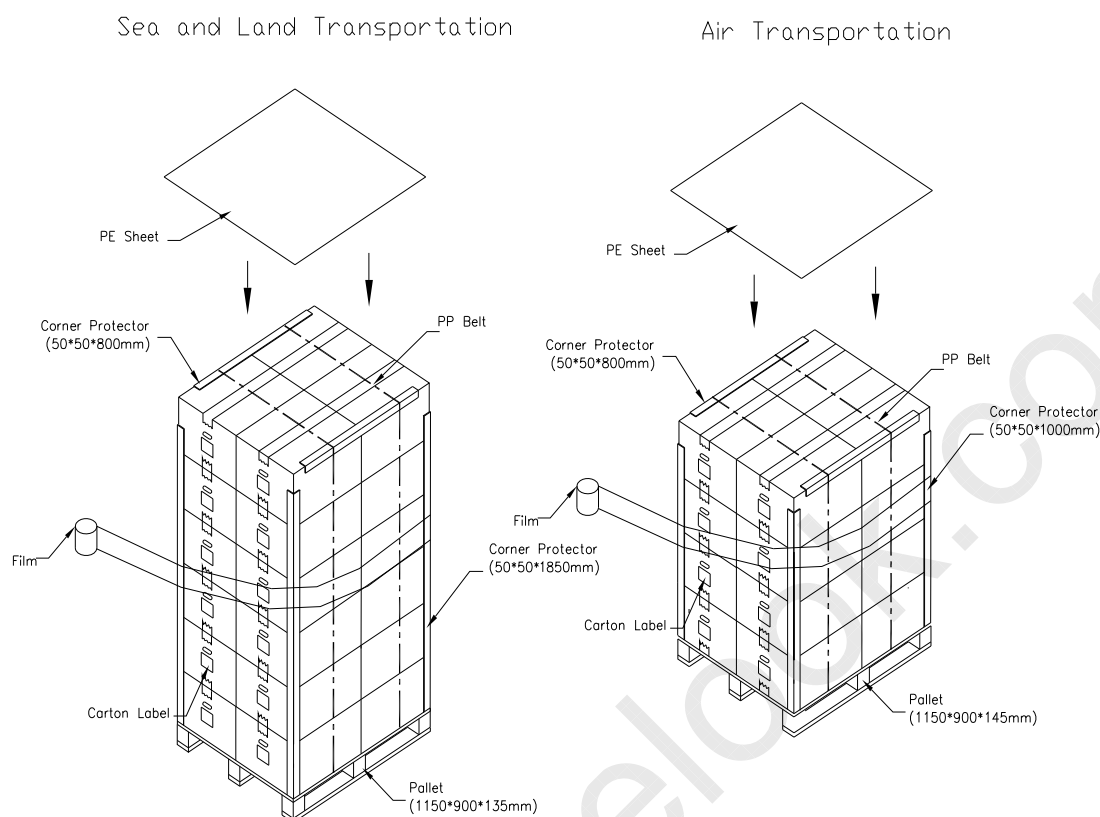 Sea and Land Transportation
Air Transportation
PE Sheet
Corner Protector
(50*50*800mm)
PP Belt
Film
Corner Protector
(50*50*1850mm)
Carton Label
Pallet
(1150*900*135mm)
PE Sheet
Corner Protector
(50*50*800mm)
PP Belt
Corner Protector
(50*50*1000mm)
Film
Carton Label
Pallet
(1150*900*145mm)
elook.com